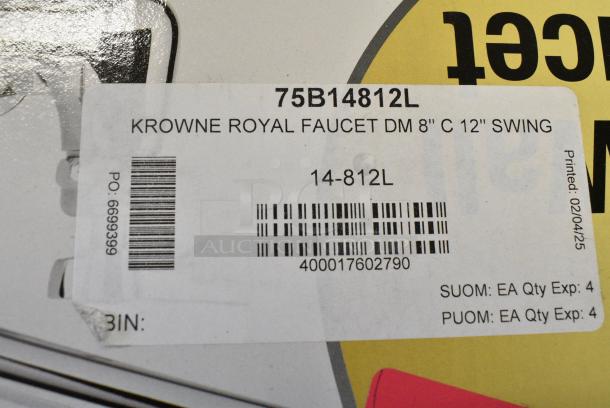 75B14812L
KROWNE ROYAL FAUCET DM 8" C 12" SWING
14-812L
PO: 6699399
Printed: 02/04/25
400017602790
SUOM: EA Qty Exp: 4
PUOM: EA Qty Exp: 4
BIN:
ucet